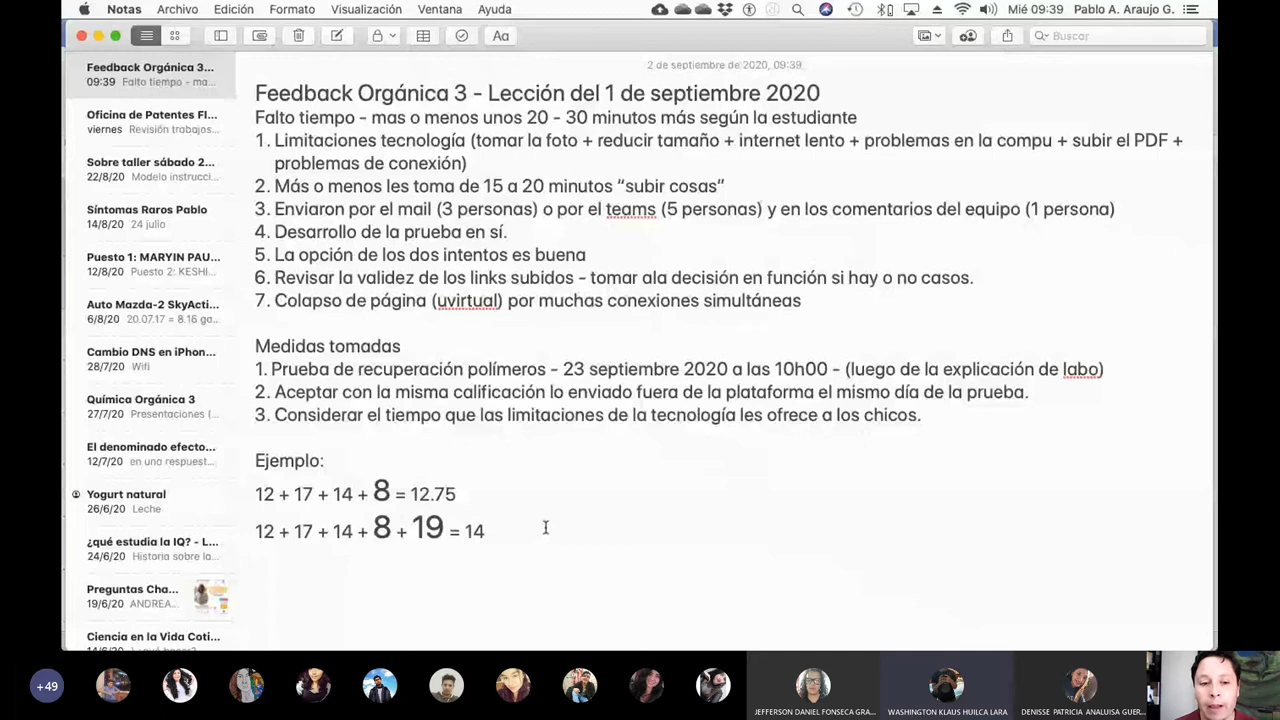 Notas Archivo Edición Formato Visualización Ventana Ayuda Mié 09:39 Pablo A. Araujo G.
Aa Buscar
Feedback Orgánica 3...
09:39 Falto tiempo - ma...
Oficina de Patentes Fl...
viernes Revisión trabajos...
Sobre taller sábado 2...
22/8/20 Modelo instrucci...
Síntomas Raros Pablo
14/8/20 24 julio
Puesto 1: MARYIN PAU...
12/8/20 Puesto 2: KESHI...
Auto Mazda-2 SkyActi...
6/8/20 20.07.17 = 8.16 ga...
Cambio DNS en iPhon...
28/7/20 Wifi
Química Orgánica 3
27/7/20 Presentaciones (...
El denominado efecto...
12/7/20 en una respuest...
Yogurt natural
26/6/20 Leche
¿qué estudia la IQ? - L...
24/6/20 Historia sobre la...
Preguntas Cha...
19/6/20 ANDREA...
Ciencia en la Vida Coti...
2 de septiembre de 2020, 09:39
Feedback Orgánica 3 - Lección del 1 de septiembre 2020
Falto tiempo - mas o menos unos 20 - 30 minutos más según la estudiante
1. Limitaciones tecnología (tomar la foto + reducir tamaño + internet lento + problemas en la compu + subir el PDF +
problemas de conexión)
2. Más o menos les toma de 15 a 20 minutos “subir cosas”
3. Enviaron por el mail (3 personas) o por el teams (5 personas) y en los comentarios del equipo (1 persona)
4. Desarrollo de la prueba en sí.
5. La opción de los dos intentos es buena
6. Revisar la validez de los links subidos - tomar ala decisión en función si hay o no casos.
7. Colapso de página (uvirtual) por muchas conexiones simultáneas
Medidas tomadas
1. Prueba de recuperación polímeros - 23 septiembre 2020 a las 10h00 - (luego de la explicación de labo)
2. Aceptar con la misma calificación lo enviado fuera de la plataforma el mismo día de la prueba.
3. Considerar el tiempo que las limitaciones de la tecnología les ofrece a los chicos.
Ejemplo:
12 + 17 + 14 + 8 = 12.75
12 + 17 + 14 + 8 + 19 = 14
+49
JEFFERSON DANIEL FONSECA GRA...
WASHINGTON KLAUS HUILCA LARA
DENISSE PATRICIA ANALUISA GUER...